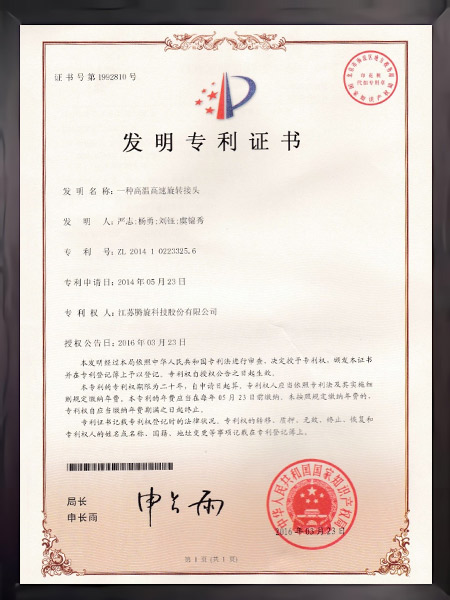 证书号第1992810号
发明专利证书
发 明 名 称：一种高温高速旋转接头
发 明 人：严志;杨勇;刘钰;虞锦秀
专 利 号：ZL 2014 1 0223325.6
专利申请日：2014年05月23日
专 利 权 人：江苏腾旋科技股份有限公司
授权公告日：2016年03月23日
本发明经过本局依照中华人民共和国专利法进行审查，决定授予专利权，颁发本证书
并在专利登记簿上予以登记。专利权自授权公告之日起生效。
本专利的专利权期限为二十年，自申请日起算。专利权人应当依照专利法及其实施细
则规定缴纳年费。本专利的年费应当在每年05月23日前缴纳。未按照规定缴纳年费的，
专利权自应当缴纳年费期满之日起终止。
专利证书记载专利权登记时的法律状况。专利权的转移、质押、无效、终止、恢复和
专利权人的姓名或名称、国籍、地址变更等事项记载在专利登记簿上。
局长
申长雨
申长雨
中华人民共和国国家知识产权局
2016年03月23日
第1页(共1页)